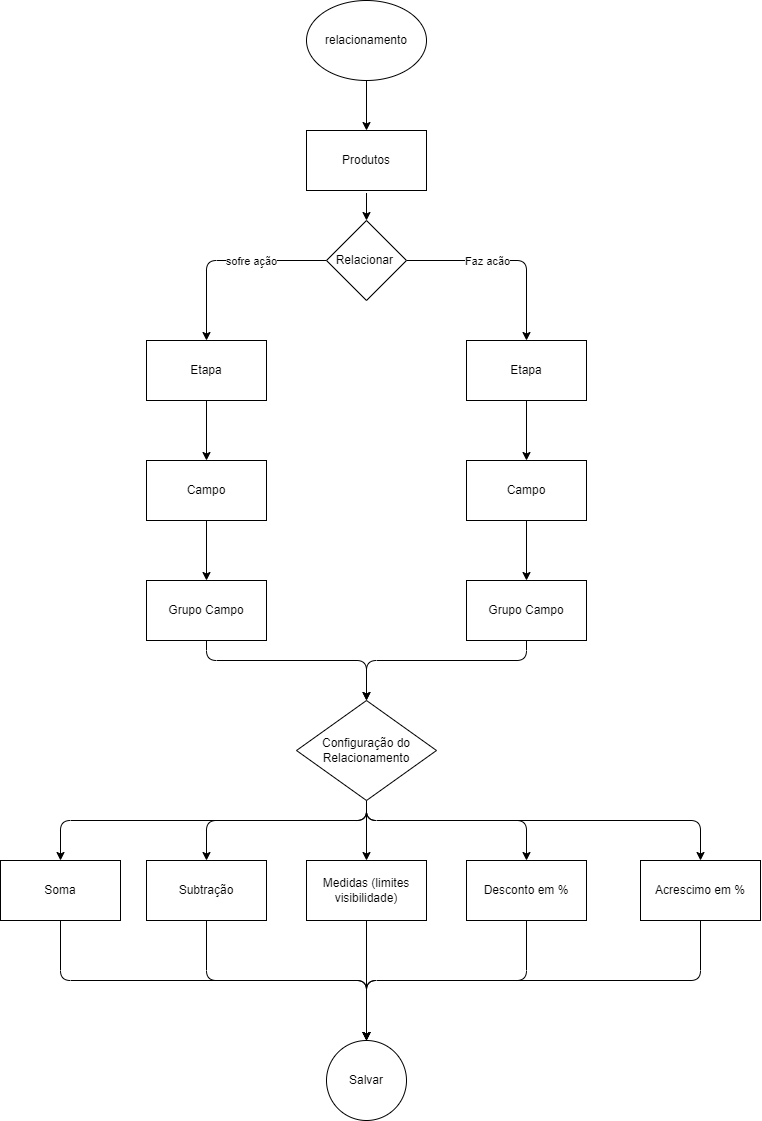 relacionamento
Produtos
Relacionar
sofre ação
Faz acão
Etapa
Etapa
Campo
Campo
Grupo Campo
Grupo Campo
Configuração do
Relacionamento
Soma
Subtração
Medidas (limites
visibilidade)
Desconto em %
Acrescimo em %
Salvar